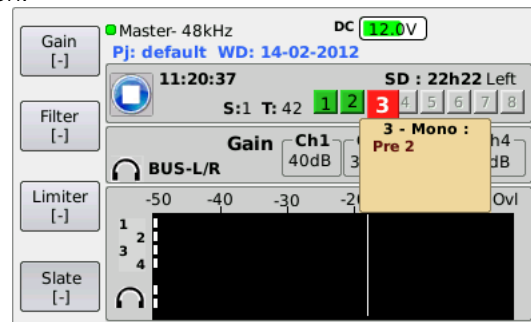 Gain
[-]
Filter
[-]
Limiter
[-]
Slate
[-]
Master- 48kHz
DC 12.0V
Pj: default WD: 14-02-2012
11:20:37
SD : 22h22 Left
S:1 T: 42 1 2 3 4 5 6 7 8
3 - Mono :
Pre 2
Gain Ch1 h4
BUS-L/R 40dB 3 dB
-50 -40 -30 -2 Ovl
1
2
3
4